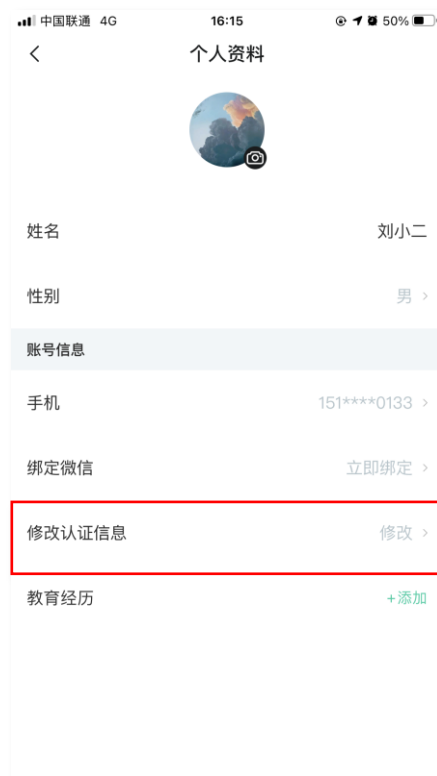 中国联通 4G 16:15 50%
个人资料
姓名 刘小二
性别 男 >
账号信息
手机 151****0133 >
绑定微信 立即绑定 >
修改认证信息 修改 >
教育经历 +添加